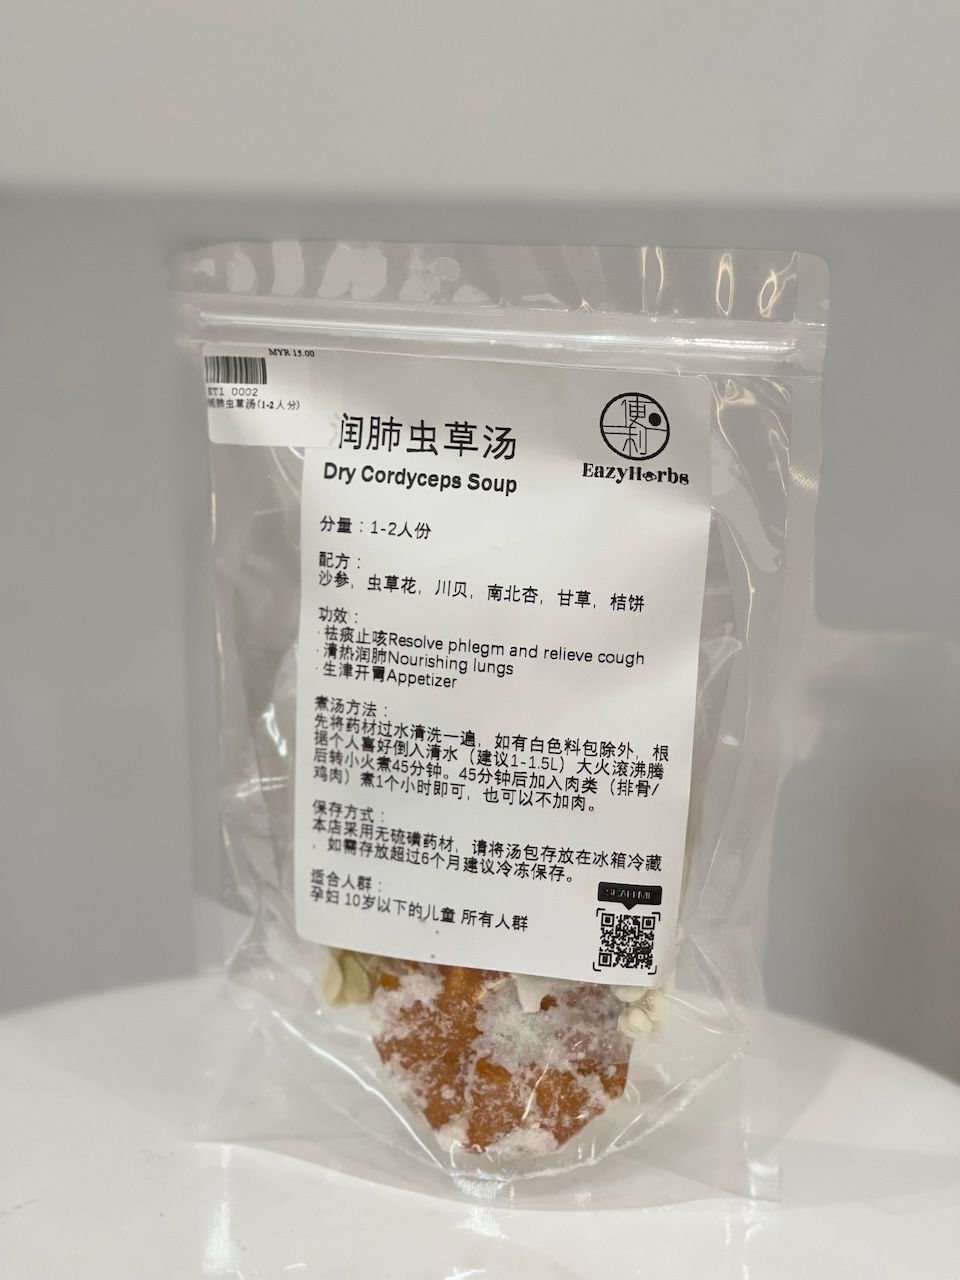 MYR 15.00
ET1 0002
润肺虫草汤(1-2人分)
便利
EazyHerbs
润肺虫草汤
Dry Cordyceps Soup
分量：1-2人份
配方：
沙参，虫草花，川贝，南北杏，甘草，桔饼
功效：
·祛痰止咳Resolve phlegm and relieve cough
·清热润肺Nourishing lungs
·生津开胃Appetizer
煮汤方法：
先将药材过水清洗一遍，如有白色料包除外，根
据个人喜好倒入清水（建议1-1.5L）大火滚沸腾
后转小火煮45分钟。45分钟后加入肉类（排骨/
鸡肉）煮1个小时即可，也可以不加肉。
保存方式：
本店采用无硫磺药材，请将汤包存放在冰箱冷藏
，如需存放超过6个月建议冷冻保存。
适合人群：
孕妇 10岁以下的儿童 所有人群
SCAN ME